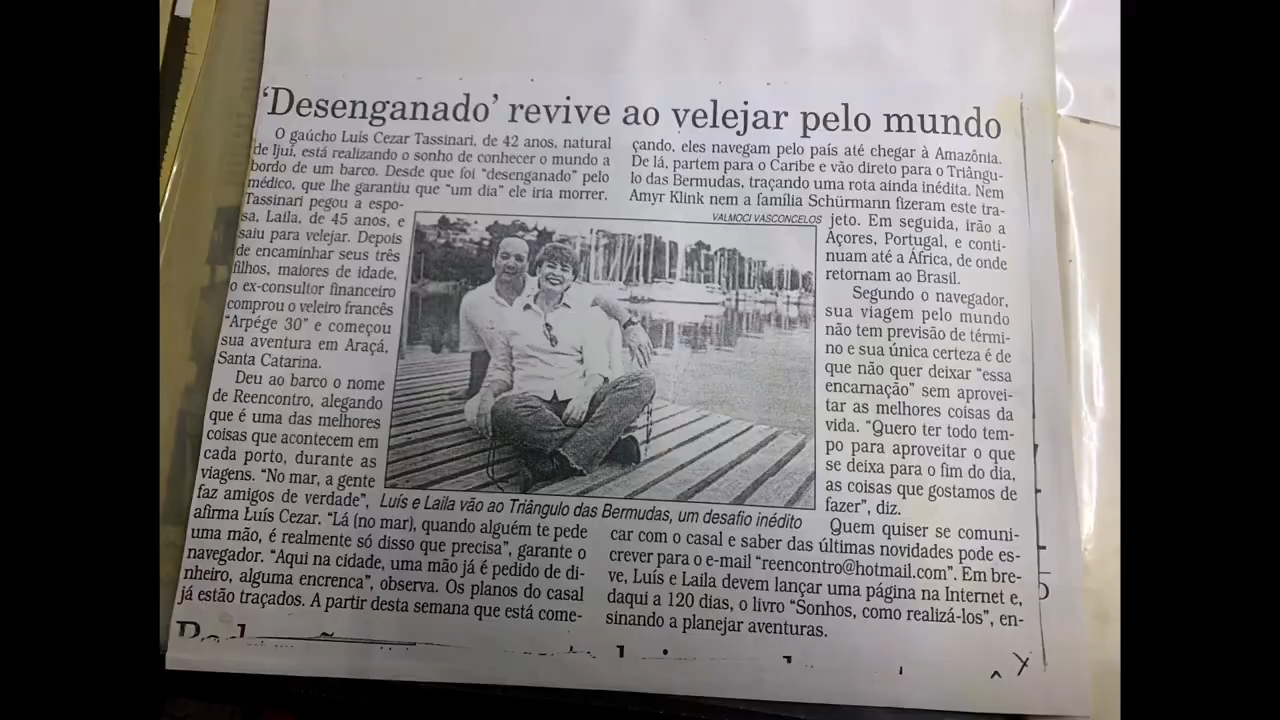 'Desenganado' revive ao velejar pelo mundo
O gaúcho Luís Cezar Tassinari, de 42 anos, natural
de Ijuí, está realizando o sonho de conhecer o mundo a
bordo de um barco. Desde que foi "desenganado" pelo
médico, que lhe garantiu que "um dia" ele iria morrer.
Tassinari pegou a espo-
sa, Laila, de 45 anos, e
saiu para velejar. Depois
de encaminhar seus três
filhos, maiores de idade,
o ex-consultor financeiro
comprou o veleiro francês
"Arpége 30" e começou
sua aventura em Araçá,
Santa Catarina.
Deu ao barco o nome
de Reencontro, alegando
que é uma das melhores
coisas que acontecem em
cada porto, durante as
viagens. "No mar, a gente
faz amigos de verdade",
afirma Luís Cezar. "Lá (no mar), quando alguém te pede
uma mão, é realmente só disso que precisa", garante o
navegador. "Aqui na cidade, uma mão já é pedido de di-
nheiro, alguma encrenca", observa. Os planos do casal
já estão traçados. A partir desta semana que está come-
çando, eles navegam pelo país até chegar à Amazônia.
De lá, partem para o Caribe e vão direto para o Triângu-
lo das Bermudas, traçando uma rota ainda inédita. Nem
Amyr Klink nem a família Schürmann fizeram este tra-
VALMOCI VASCONCELOS
jeto. Em seguida, irão a
Açores, Portugal, e conti-
nuam até a África, de onde
retornam ao Brasil.
Segundo o navegador,
sua viagem pelo mundo
não tem previsão de térmi-
no e sua única certeza é de
que não quer deixar "essa
encarnação" sem aprovei-
tar as melhores coisas da
vida. "Quero ter todo tem-
po para aproveitar o que
se deixa para o fim do dia,
as coisas que gostamos de
fazer", diz.
Luís e Laila vão ao Triângulo das Bermudas, um desafio inédito
Quem quiser se comuni-
car com o casal e saber das últimas novidades pode es-
crever para o e-mail "reencontro@hotmail.com". Em bre-
ve, Luís e Laila devem lançar uma página na Internet e,
daqui a 120 dias, o livro "Sonhos, como realizá-los", en-
sinando a planejar aventuras.